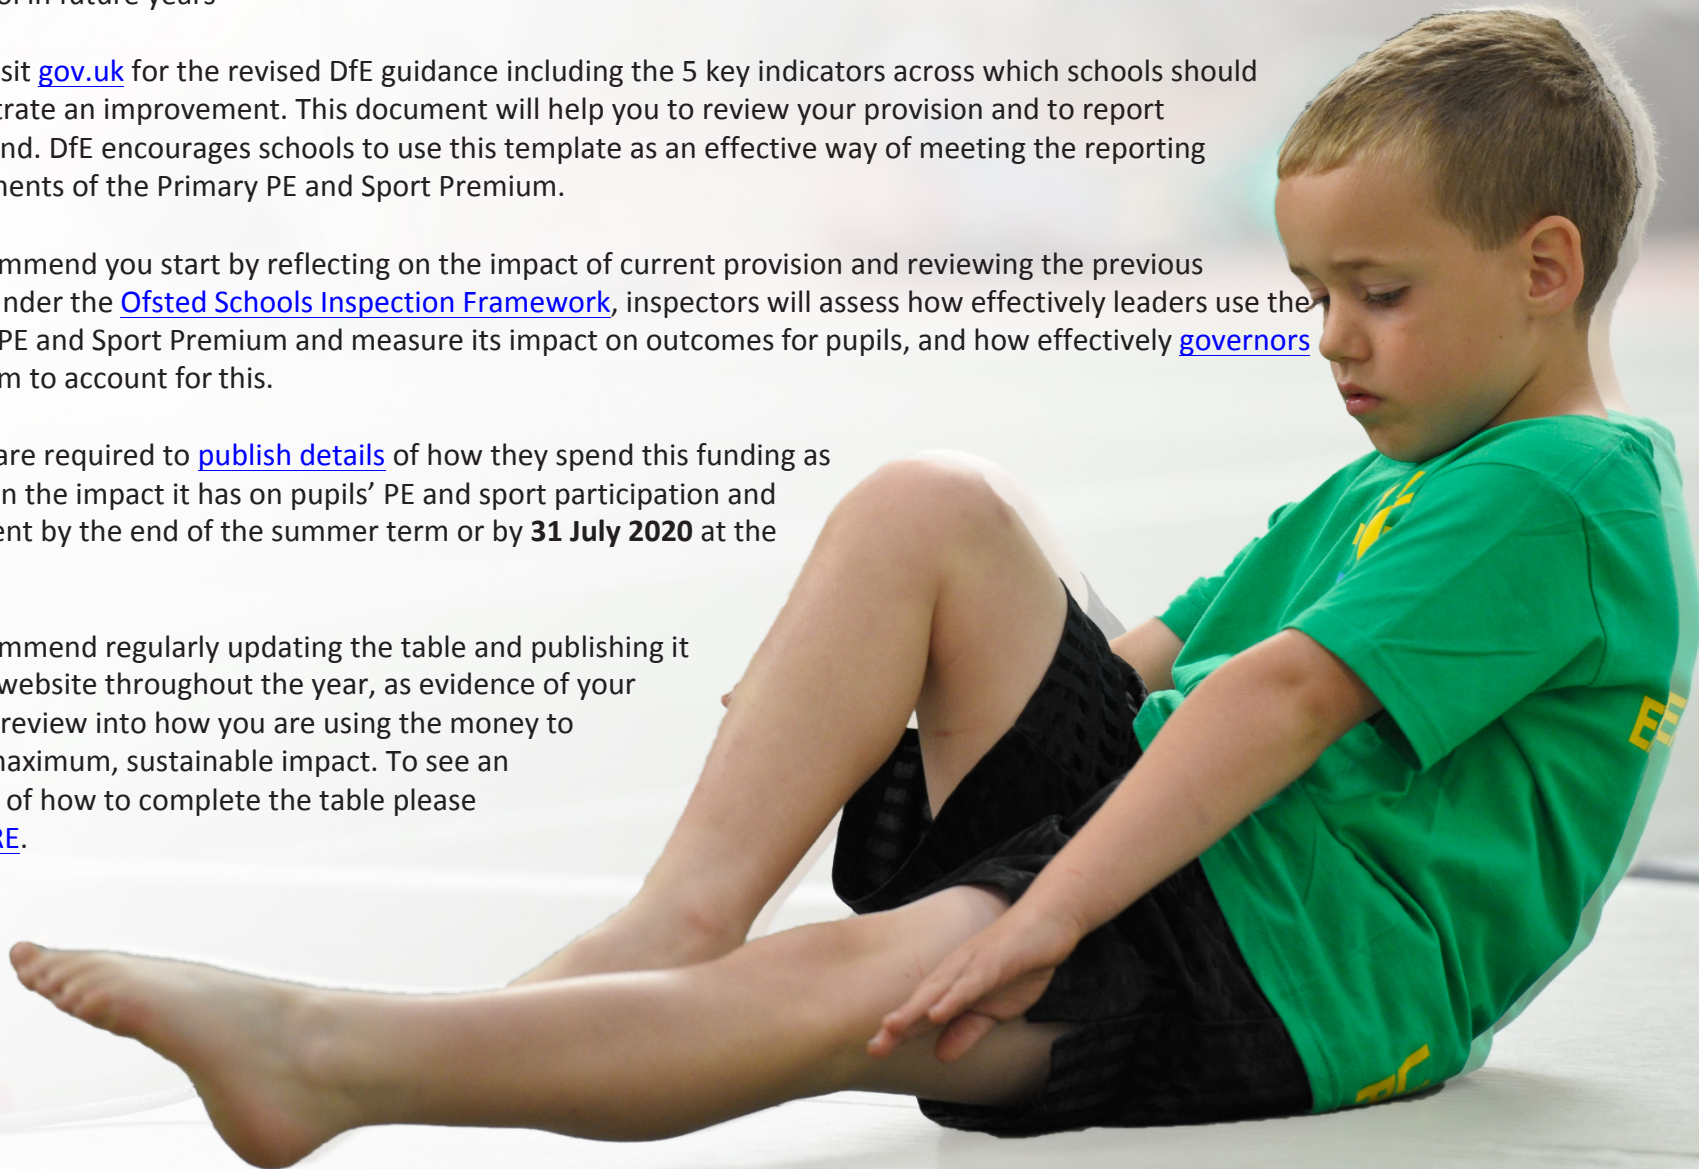 ol in future years
sit gov.uk for the revised DfE guidance including the 5 key indicators across which schools should
trate an improvement. This document will help you to review your provision and to report
nd. DfE encourages schools to use this template as an effective way of meeting the reporting
nents of the Primary PE and Sport Premium.
mmend you start by reflecting on the impact of current provision and reviewing the previous
nder the Ofsted Schools Inspection Framework, inspectors will assess how effectively leaders use the
PE and Sport Premium and measure its impact on outcomes for pupils, and how effectively governors
m to account for this.
are required to publish details of how they spend this funding as
n the impact it has on pupils’ PE and sport participation and
ent by the end of the summer term or by 31 July 2020 at the
mmend regularly updating the table and publishing it
website throughout the year, as evidence of your
review into how you are using the money to
maximum, sustainable impact. To see an
of how to complete the table please
RE.